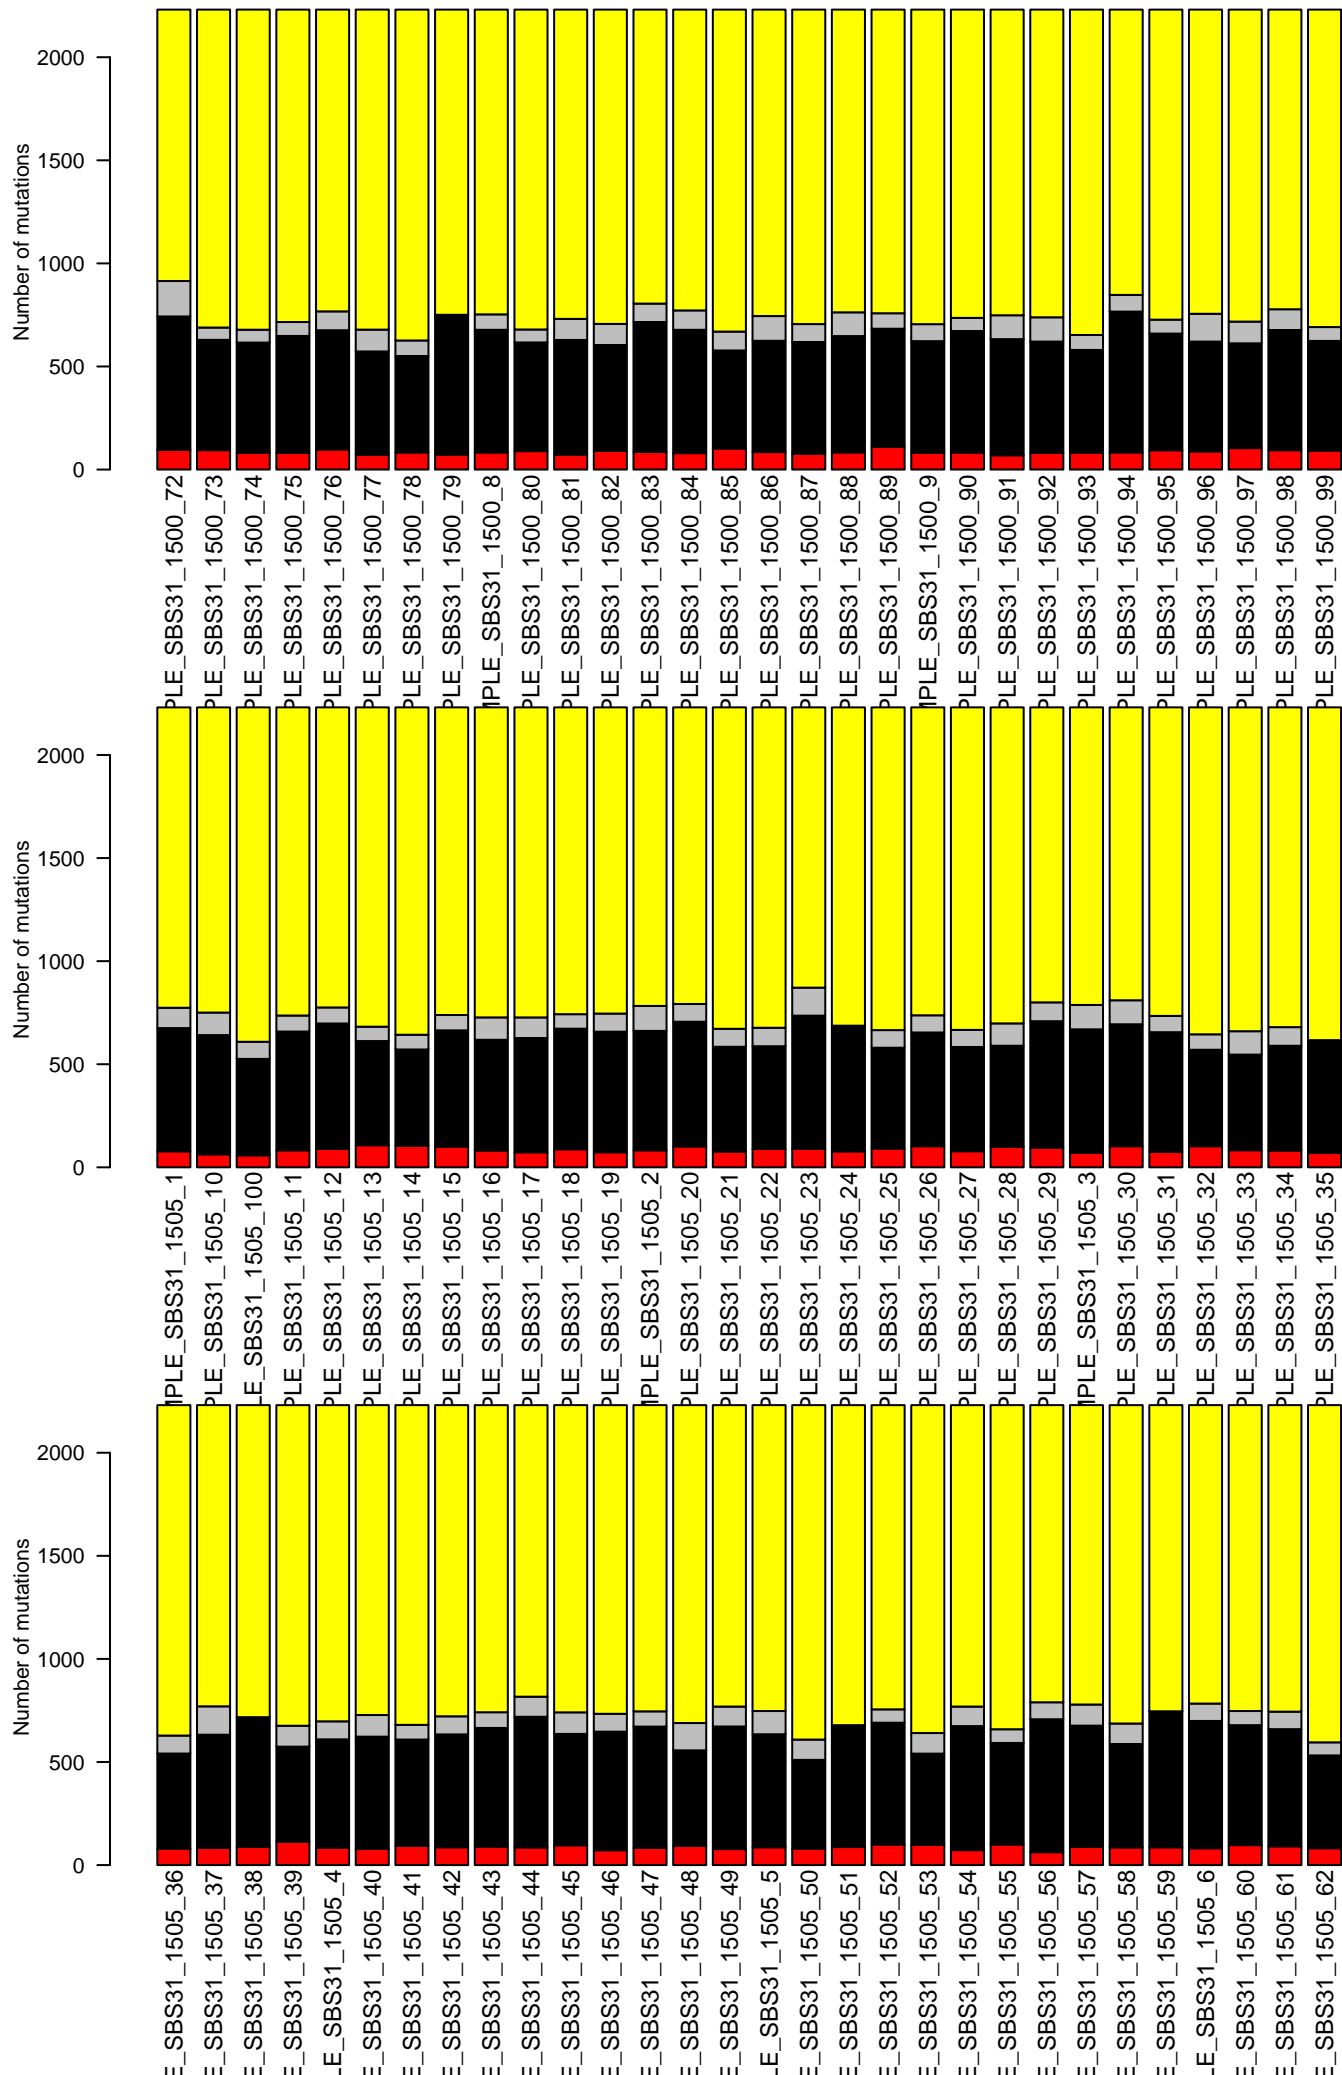 Number of mutations
2000
1500
1000
500
0
PLE_SBS31_1500_72
PLE_SBS31_1500_73
PLE_SBS31_1500_74
PLE_SBS31_1500_75
PLE_SBS31_1500_76
PLE_SBS31_1500_77
PLE_SBS31_1500_78
PLE_SBS31_1500_79
MPLE_SBS31_1500_8
PLE_SBS31_1500_80
PLE_SBS31_1500_81
PLE_SBS31_1500_82
PLE_SBS31_1500_83
PLE_SBS31_1500_84
PLE_SBS31_1500_85
PLE_SBS31_1500_86
PLE_SBS31_1500_87
PLE_SBS31_1500_88
PLE_SBS31_1500_89
MPLE_SBS31_1500_9
PLE_SBS31_1500_90
PLE_SBS31_1500_91
PLE_SBS31_1500_92
PLE_SBS31_1500_93
PLE_SBS31_1500_94
PLE_SBS31_1500_95
PLE_SBS31_1500_96
PLE_SBS31_1500_97
PLE_SBS31_1500_98
PLE_SBS31_1500_99
Number of mutations
2000
1500
1000
500
0
MPLE_SBS31_1505_1
PLE_SBS31_1505_10
LE_SBS31_1505_100
PLE_SBS31_1505_11
PLE_SBS31_1505_12
PLE_SBS31_1505_13
PLE_SBS31_1505_14
PLE_SBS31_1505_15
PLE_SBS31_1505_16
PLE_SBS31_1505_17
PLE_SBS31_1505_18
PLE_SBS31_1505_19
MPLE_SBS31_1505_2
PLE_SBS31_1505_20
PLE_SBS31_1505_21
PLE_SBS31_1505_22
PLE_SBS31_1505_23
PLE_SBS31_1505_24
PLE_SBS31_1505_25
PLE_SBS31_1505_26
PLE_SBS31_1505_27
PLE_SBS31_1505_28
PLE_SBS31_1505_29
MPLE_SBS31_1505_3
PLE_SBS31_1505_30
PLE_SBS31_1505_31
PLE_SBS31_1505_32
PLE_SBS31_1505_33
PLE_SBS31_1505_34
PLE_SBS31_1505_35
Number of mutations
2000
1500
1000
500
0
E_SBS31_1505_36
E_SBS31_1505_37
E_SBS31_1505_38
E_SBS31_1505_39
LE_SBS31_1505_4
E_SBS31_1505_40
E_SBS31_1505_41
E_SBS31_1505_42
E_SBS31_1505_43
E_SBS31_1505_44
E_SBS31_1505_45
E_SBS31_1505_46
E_SBS31_1505_47
E_SBS31_1505_48
E_SBS31_1505_49
LE_SBS31_1505_5
E_SBS31_1505_50
E_SBS31_1505_51
E_SBS31_1505_52
E_SBS31_1505_53
E_SBS31_1505_54
E_SBS31_1505_55
E_SBS31_1505_56
E_SBS31_1505_57
E_SBS31_1505_58
E_SBS31_1505_59
LE_SBS31_1505_6
E_SBS31_1505_60
E_SBS31_1505_61
E_SBS31_1505_62